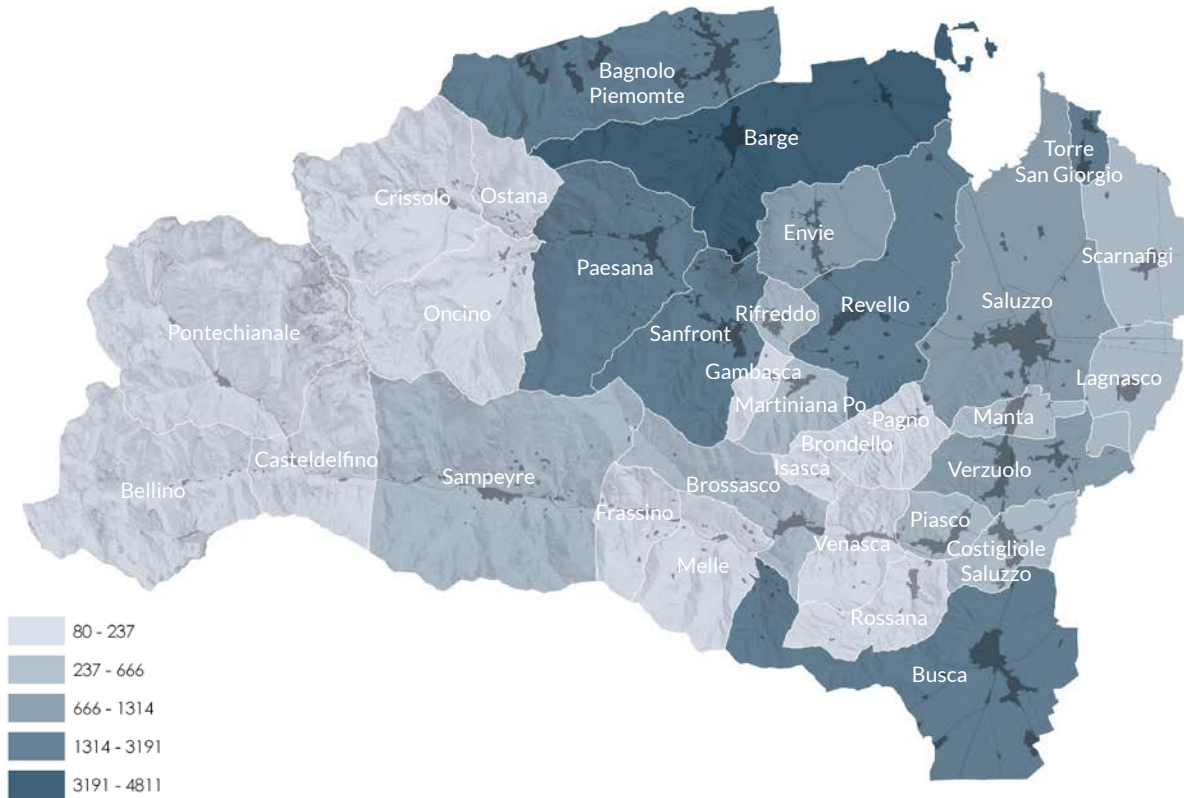 Bagnolo
Piemomte
Barge
Torre
San Giorgio
Crissolo
Ostana
Envie
Scarnafigi
Paesana
Saluzzo
Revello
Oncino
Rifreddo
Sanfront
Pontechianale
Gambasca
Lagnasco
Martiniana Po
Pagno
Manta
Brondello
Casteldelfino
Isasca
Verzuolo
Sampeyre
Brossasco
Bellino
Frassino
Piasco
Venasca
Costigliole
Saluzzo
Melle
Rossana
Busca
80 - 237
237 - 666
666 - 1314
1314 - 3191
3191 - 4811